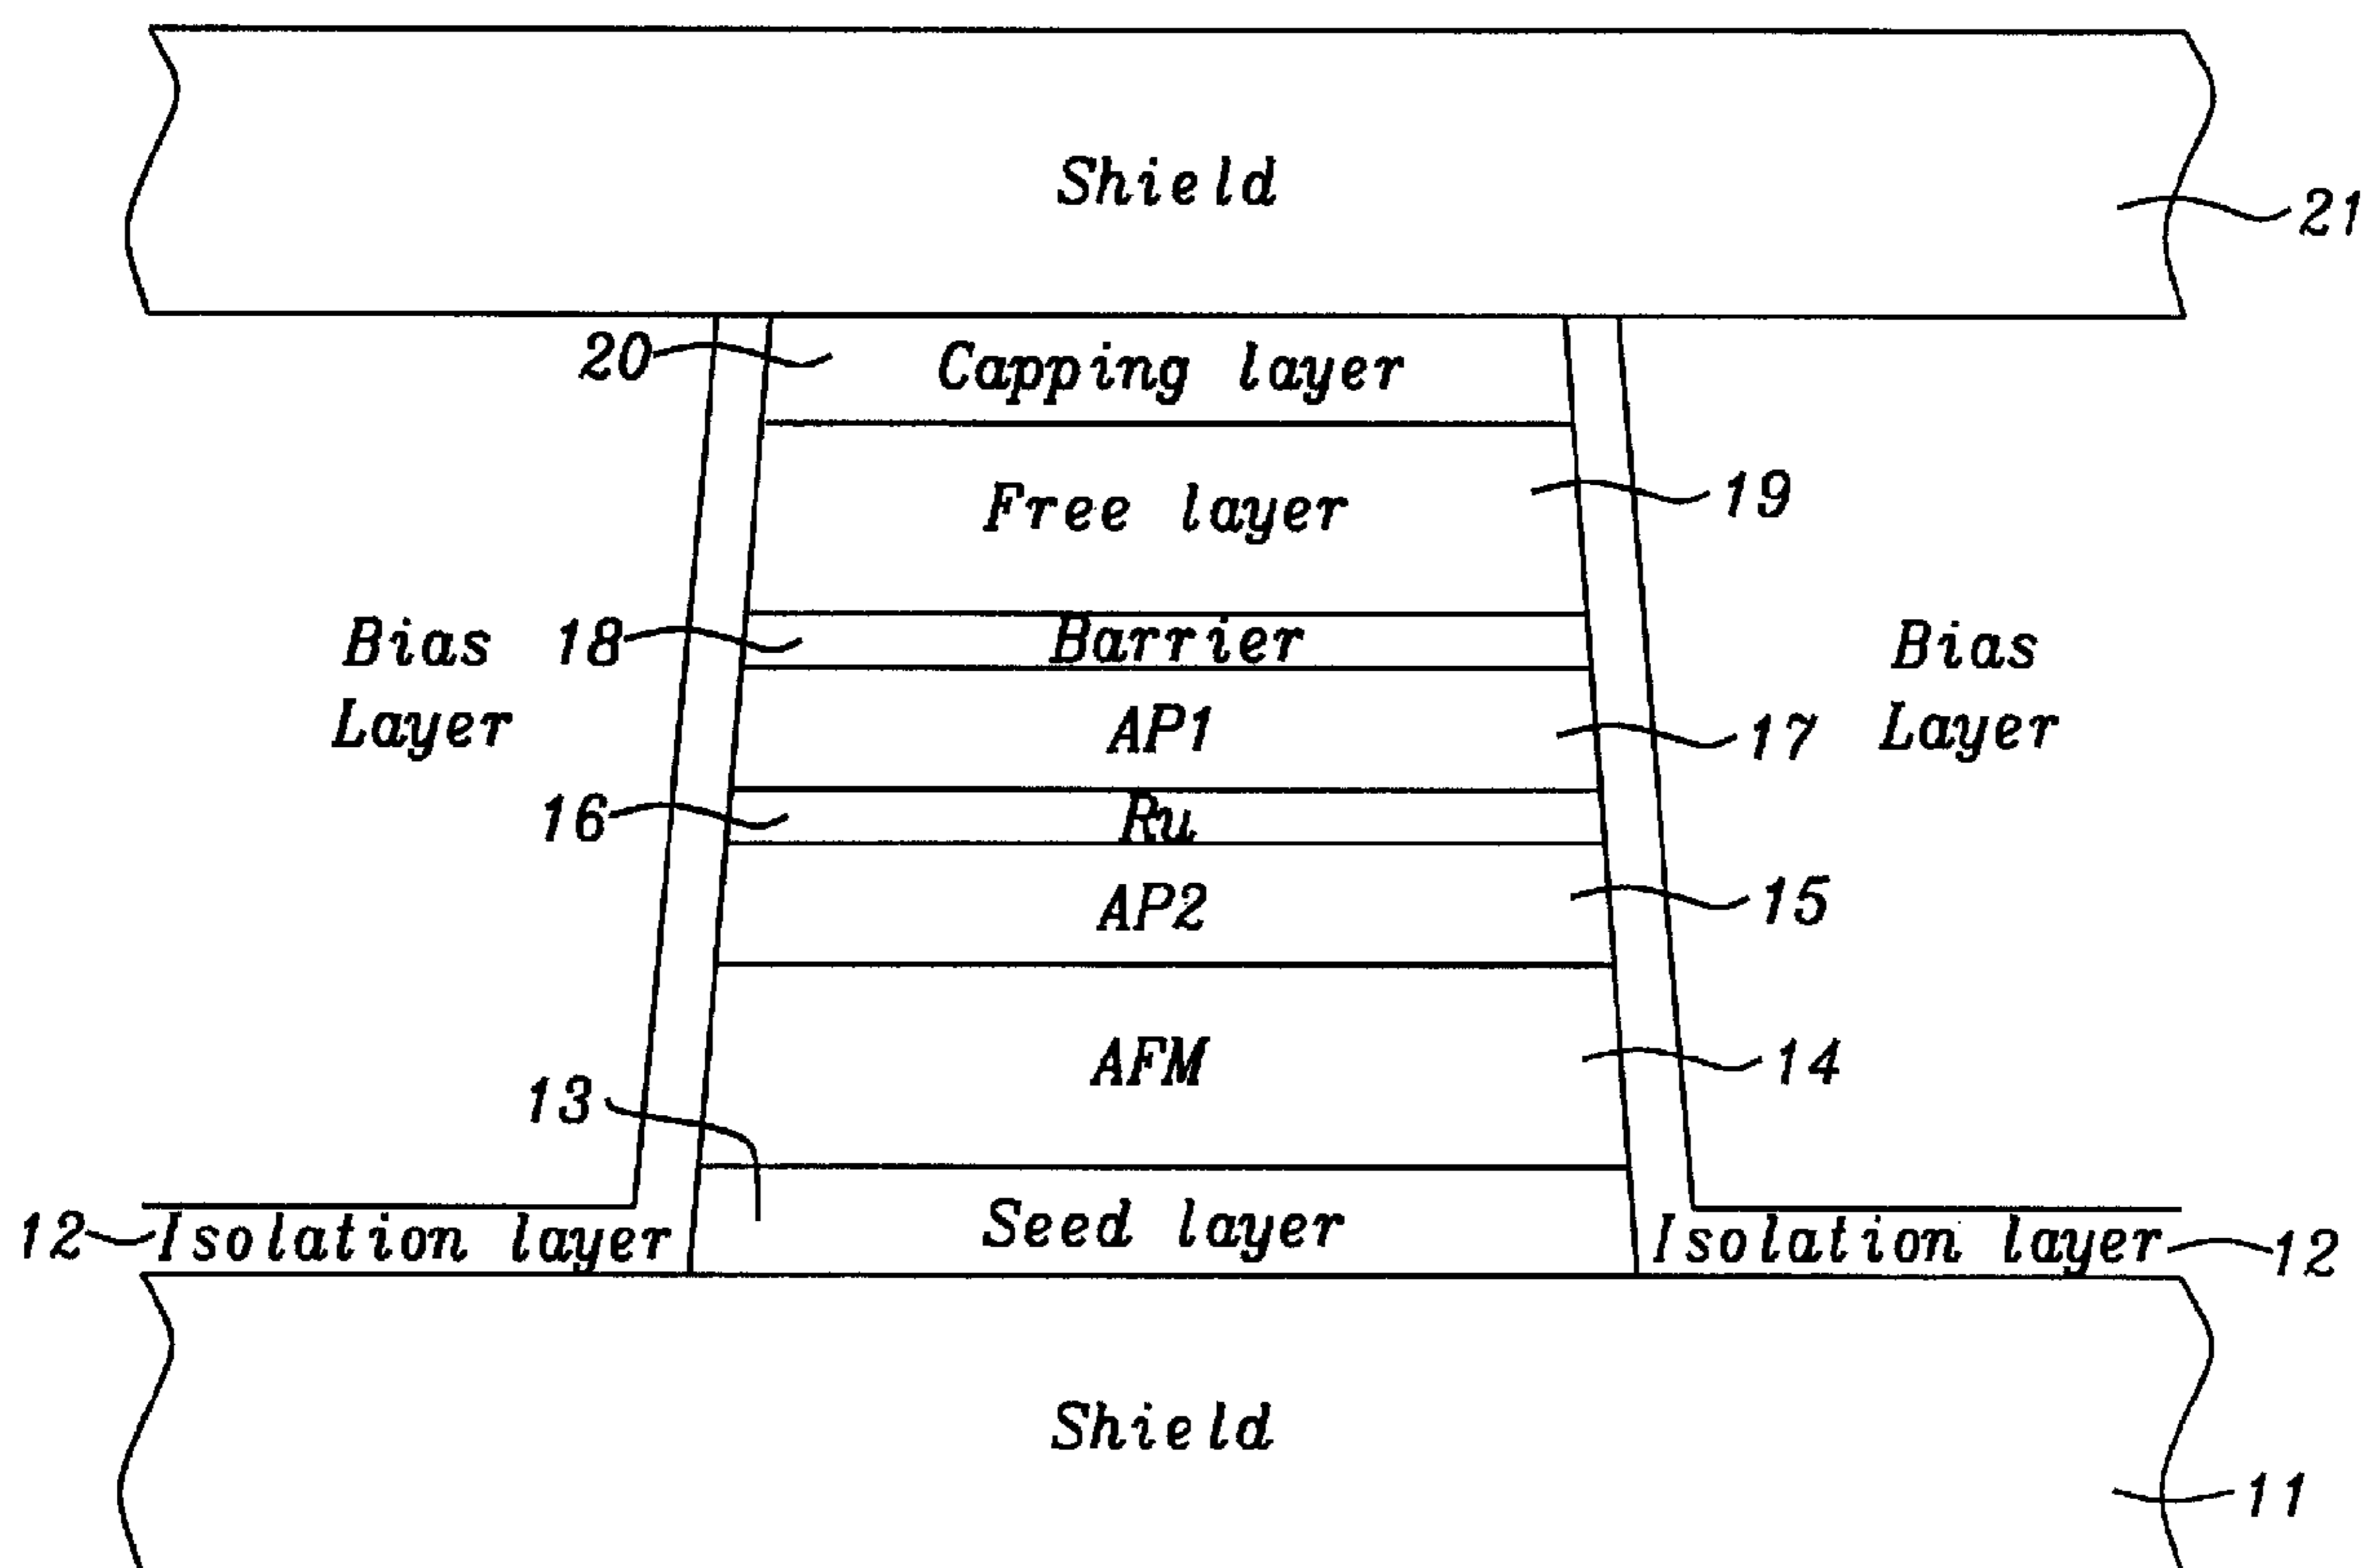 Shield
21
20
Capping layer
Free layer
19
Bias
Layer
18
Barrier
Bias
Layer
AP1
17
16
Ru
AP2
15
AFM
14
13
12
Isolation layer
Seed layer
Isolation layer
12
Shield
11